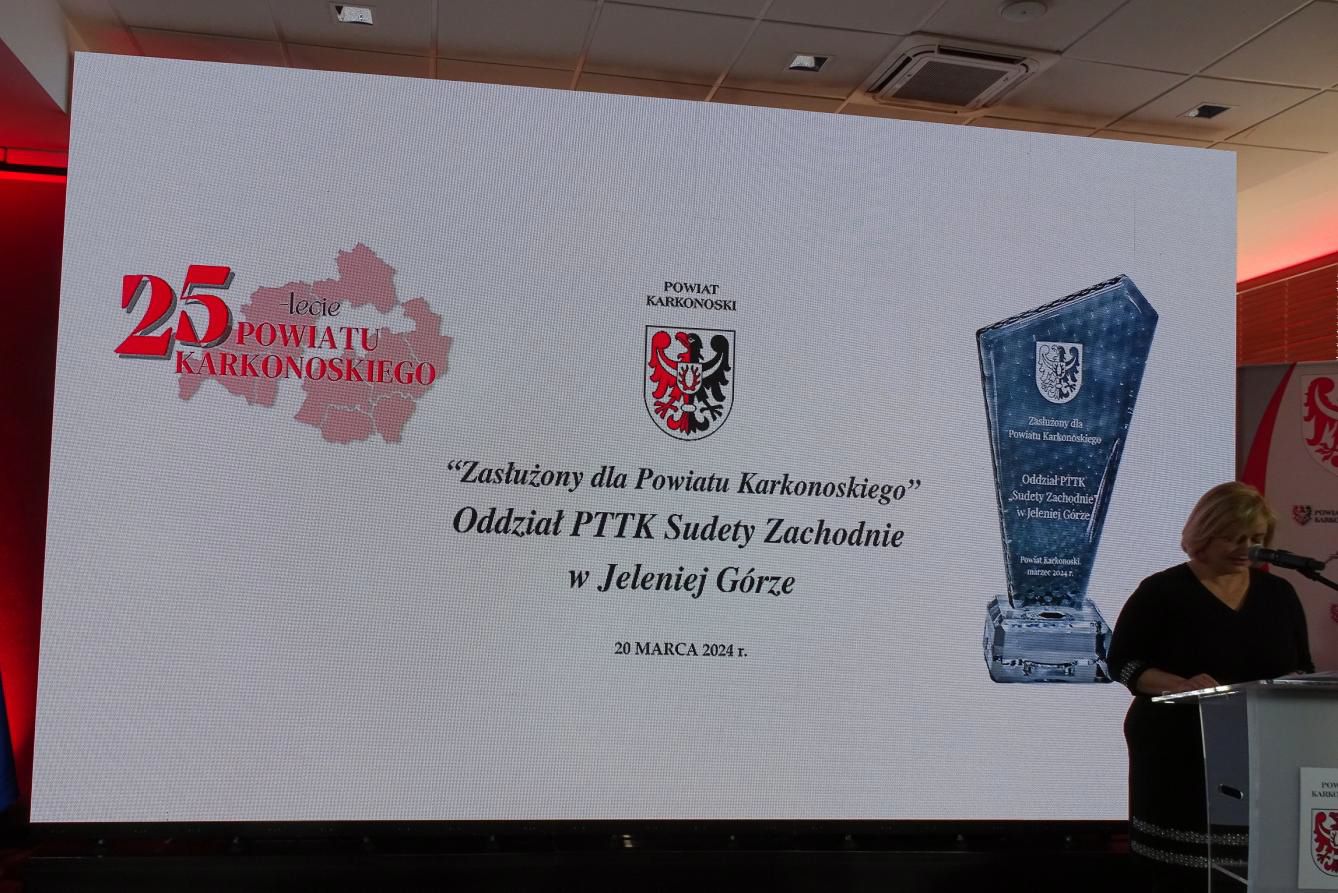 25
-lecie
POWIATU
KARKONOSKIEGO
POWIAT
KARKONOSKI
“Zasłużony dla Powiatu Karkonoskiego”
Oddział PTTK Sudety Zachodnie
w Jeleniej Górze
20 MARCA 2024 r.
Zasłużony dla
Powiatu Karkonoskiego
Oddział PTTK
„Sudety Zachodnie”
w Jeleniej Górze
Powiat Karkonoski,
marzec 2024 r.